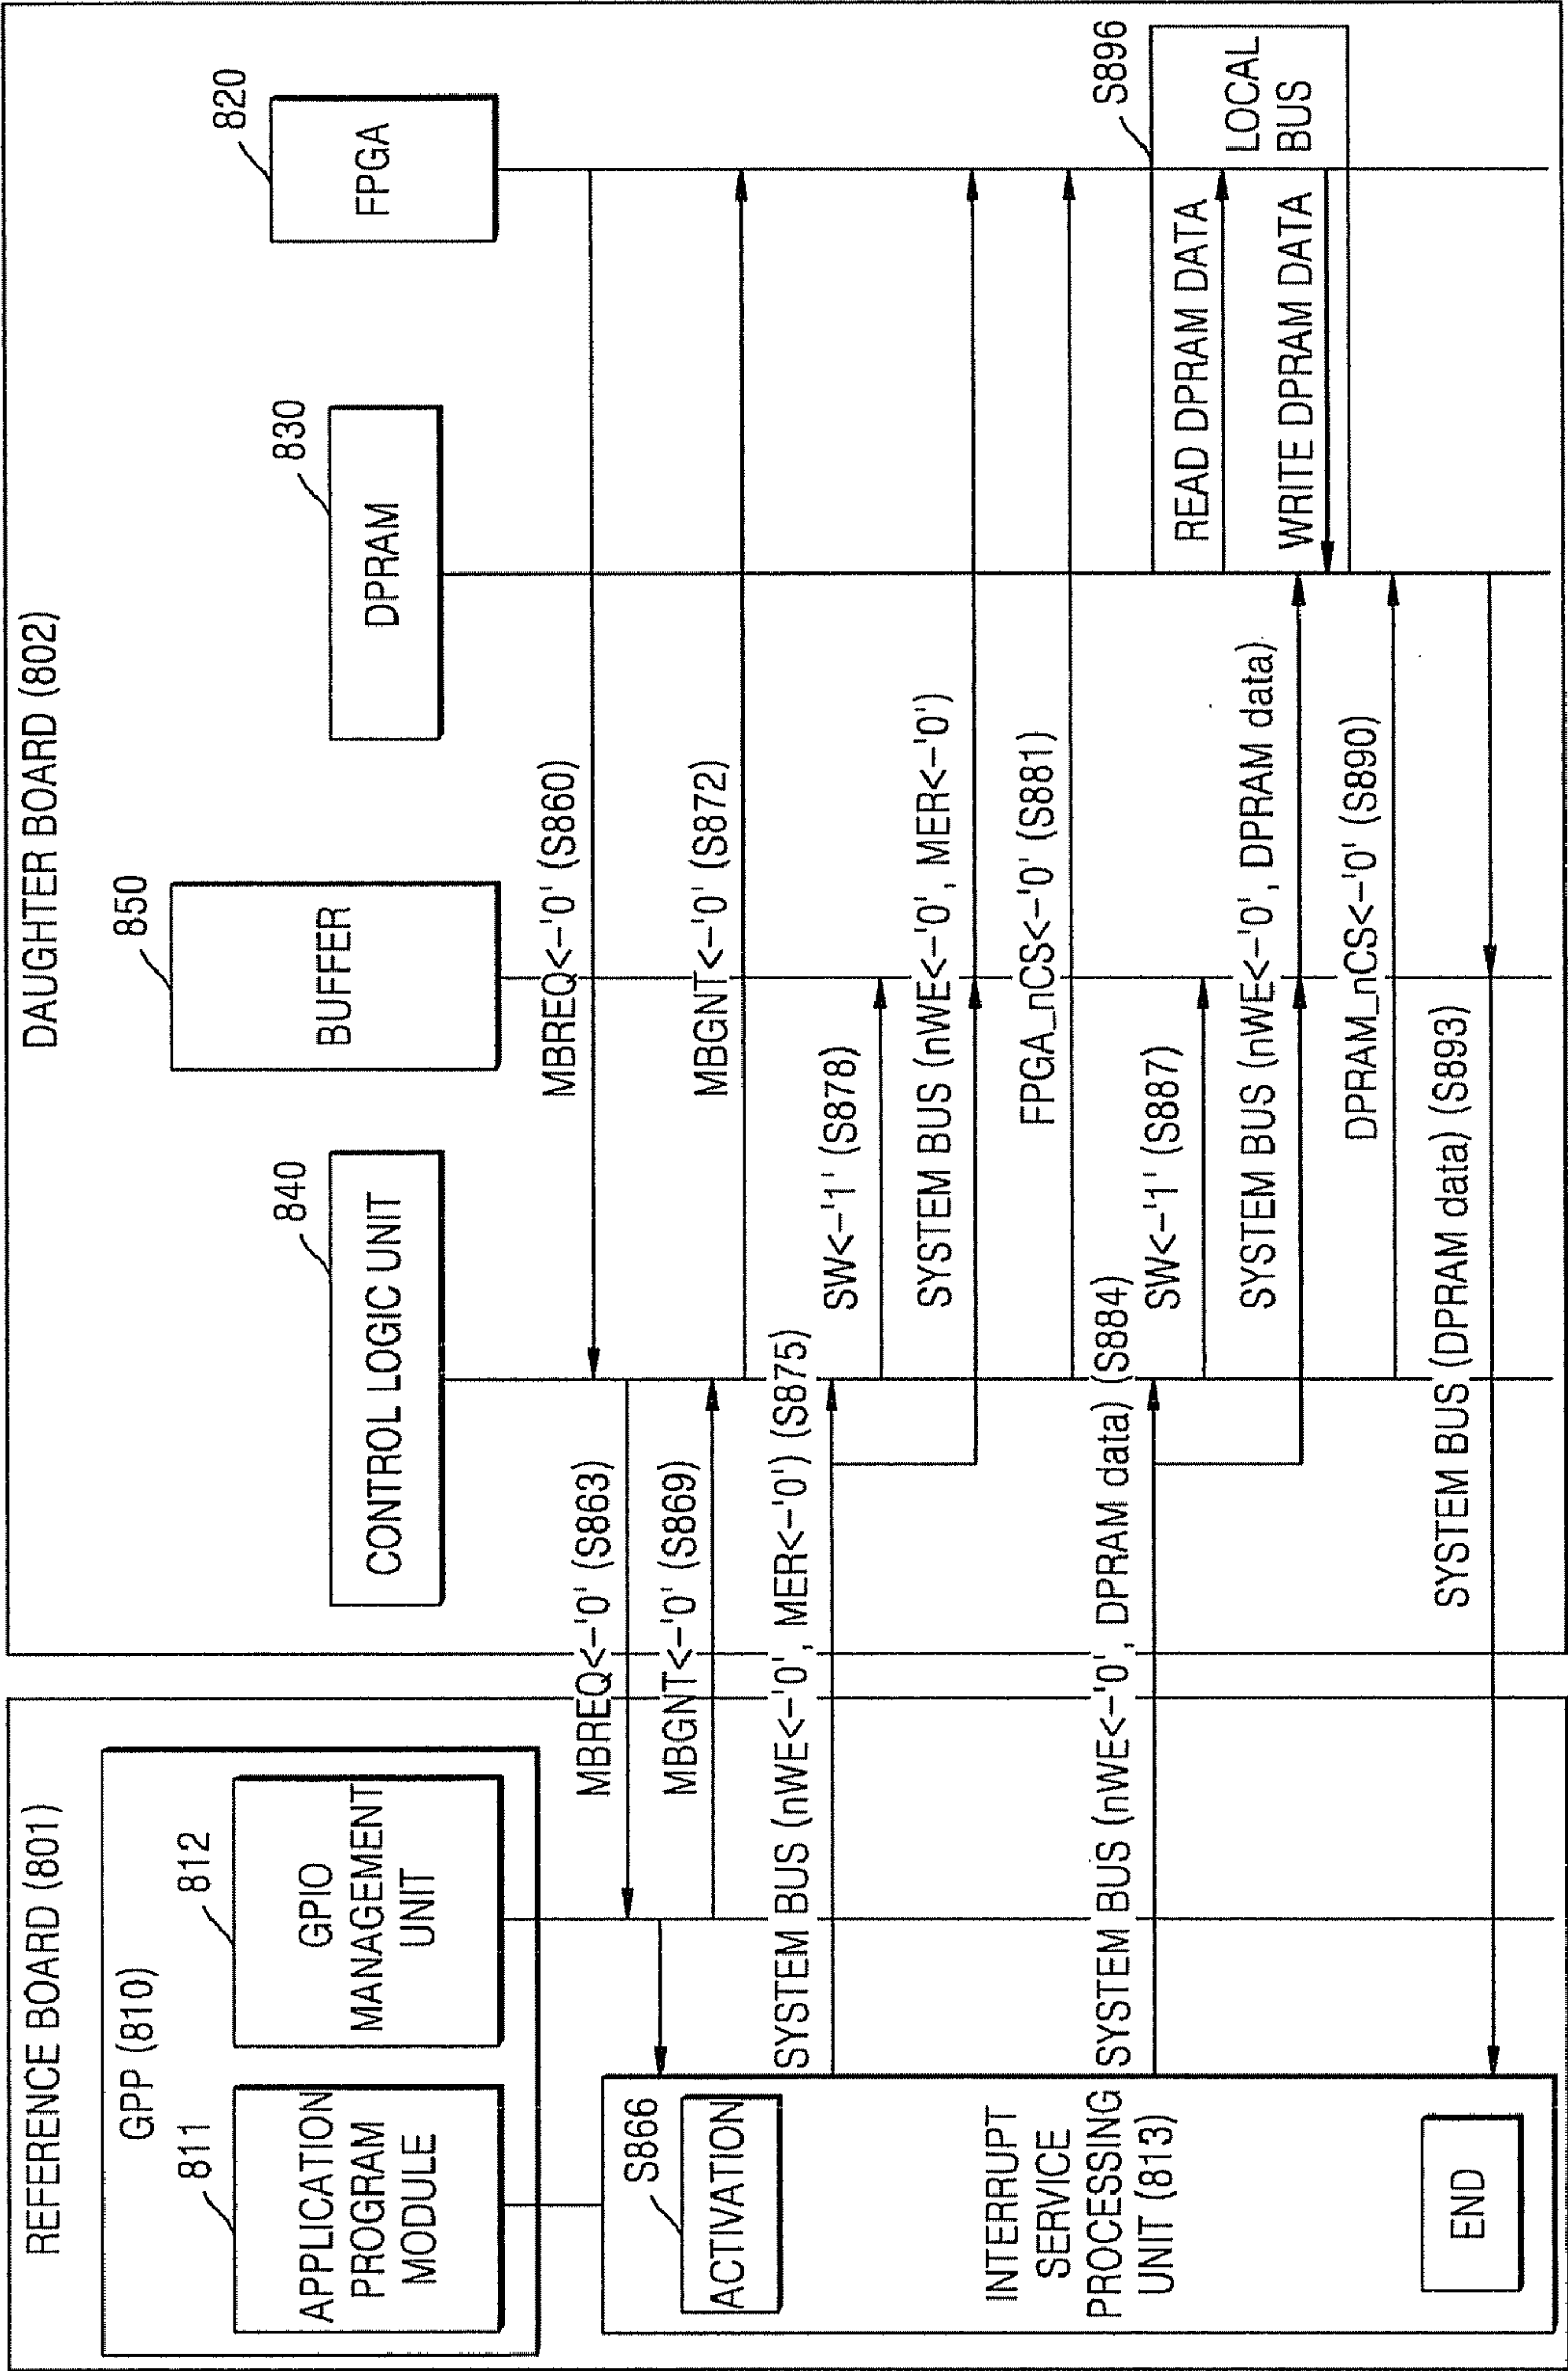 REFERENCE BOARD (801)
GPP (810)
811
APPLICATION
PROGRAM
MODULE
812
GPIO
MANAGEMENT
UNIT
S866
ACTIVATION
INTERRUPT
SERVICE
PROCESSING
UNIT (813)
END
DAUGHTER BOARD (802)
840
CONTROL LOGIC UNIT
850
BUFFER
830
DPRAM
820
FPGA
MBREQ<-'0' (S860)
MBREQ<-'0' (S863)
MBGNT<-'0' (S869)
MBGNT<-'0' (S872)
SYSTEM BUS (nWE<-'0', MER<-'0') (S875)
SW<-'1' (S878)
SYSTEM BUS (nWE<-'0', MER<-'0')
FPGA_nCS<-'0' (S881)
SYSTEM BUS (nWE<-'0', DPRAM data) (S884)
SW<-'1' (S887)
SYSTEM BUS (nWE<-'0', DPRAM data)
DPRAM_nCS<-'0' (S890)
SYSTEM BUS (DPRAM data) (S893)
S896
READ DPRAM DATA
WRITE DPRAM DATA
LOCAL
BUS